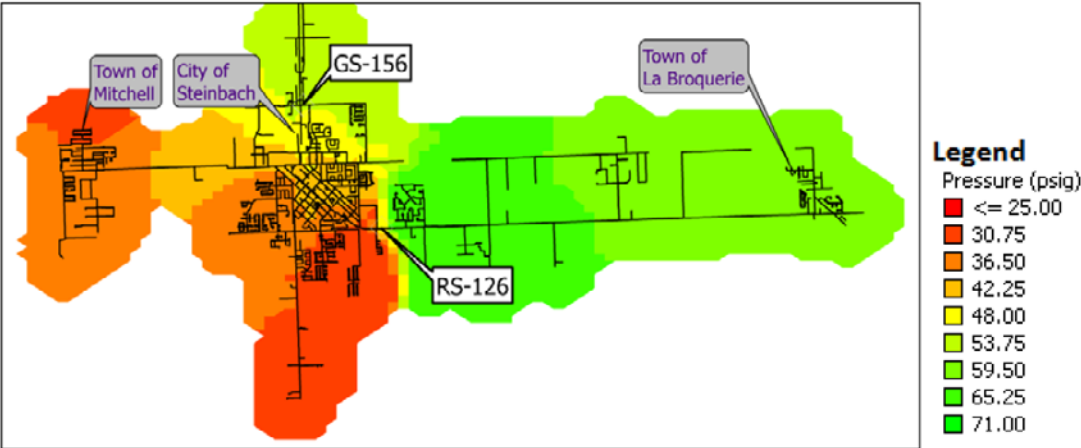 Town of
Mitchell
City of
Steinbach
GS-156
Town of
La Broquerie
RS-126
Legend
Pressure (psig)
<= 25.00
30.75
36.50
42.25
48.00
53.75
59.50
65.25
71.00